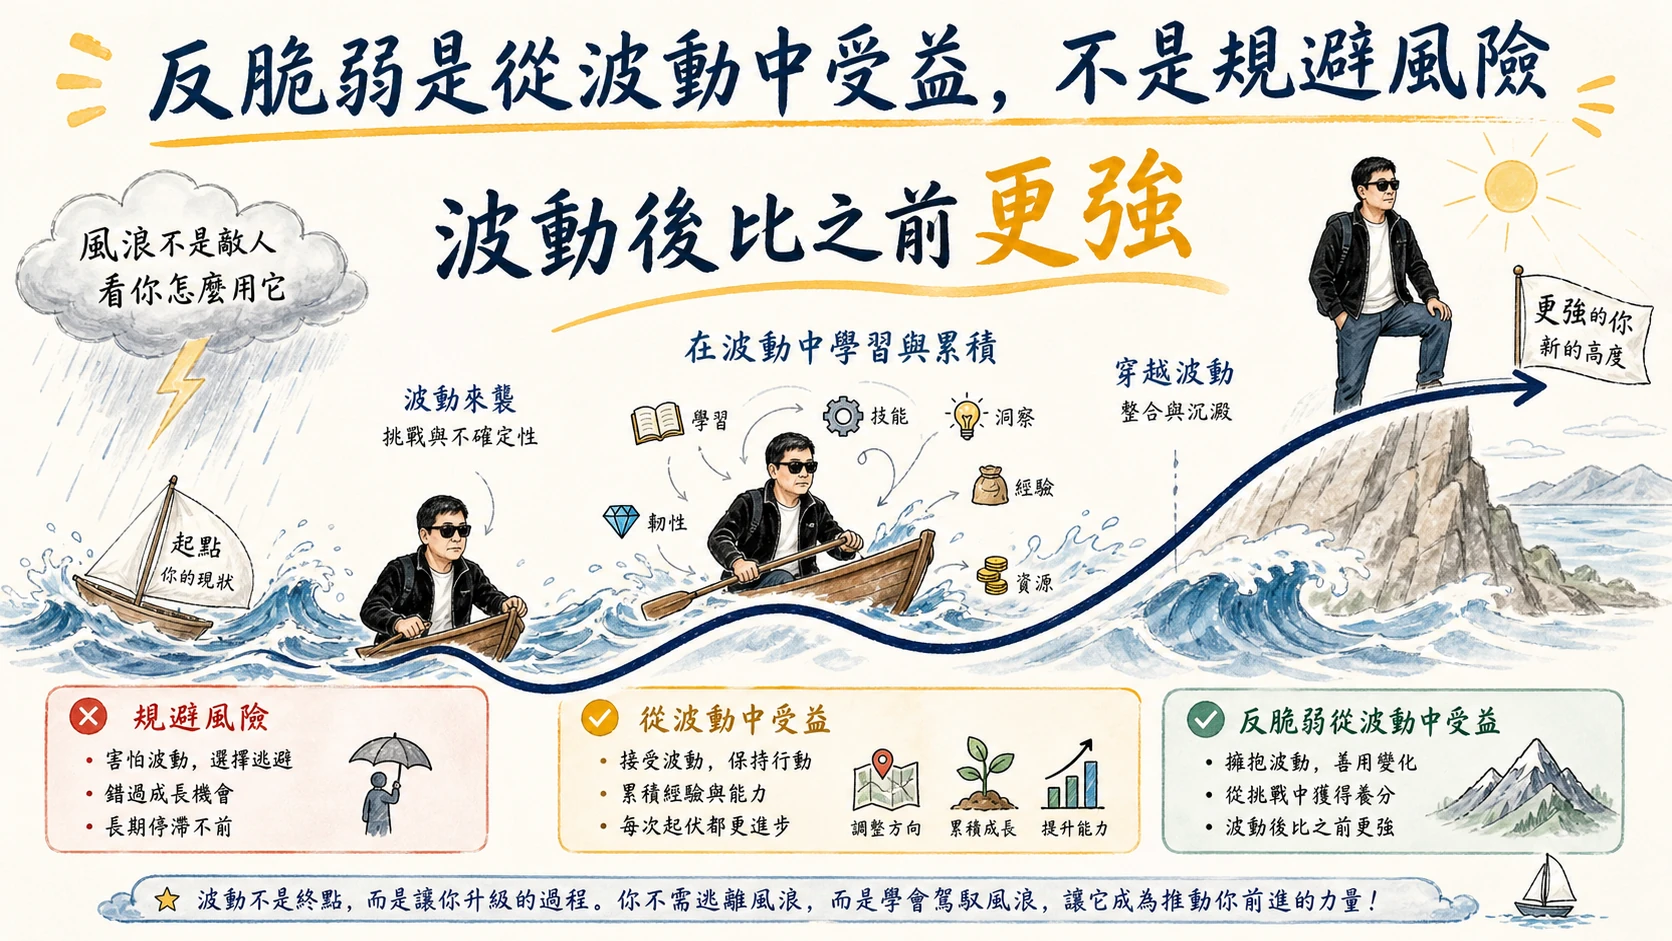 反脆弱是從波動中受益，不是規避風險
波動後比之前更強
風浪不是敵人
看你怎麼用它
起點
你的現狀
波動來襲
挑戰與不確定性
在波動中學習與累積
學習
技能
洞察
經驗
韌性
資源
穿越波動
整合與沉澱
更強的你
新的高度
規避風險
• 害怕波動，選擇逃避
• 錯過成長機會
• 長期停滯不前
從波動中受益
• 接受波動，保持行動
• 累積經驗與能力
• 每次起伏都更進步
調整方向
累積成長
提升能力
反脆弱從波動中受益
• 擁抱波動，善用變化
• 從挑戰中獲得養分
• 波動後比之前更強
波動不是終點，而是讓你升級的過程。你不需逃離風浪，而是學會駕馭風浪，讓它成為推動你前進的力量！